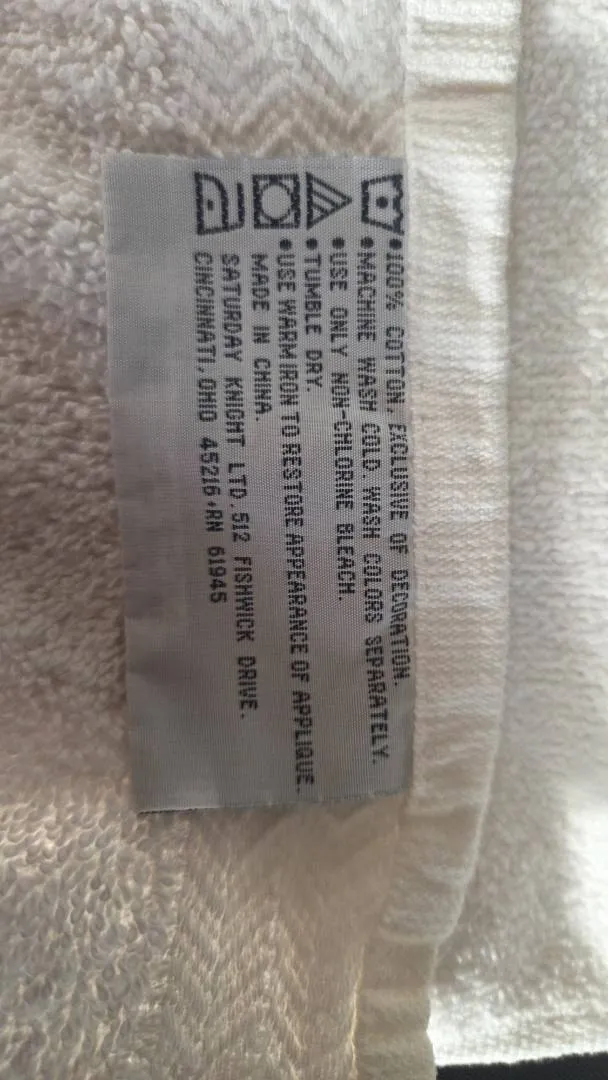 •100% COTTON, EXCLUSIVE OF DECORATION.
•MACHINE WASH COLD. WASH COLORS SEPARATELY.
•USE ONLY NON-CHLORINE BLEACH.
•TUMBLE DRY.
•USE WARM IRON TO RESTORE APPEARANCE OF APPLIQUE.
MADE IN CHINA.
SATURDAY KNIGHT LTD.512 FISHWICK DRIVE.
CINCINNATI, OHIO 45216•RN 61945